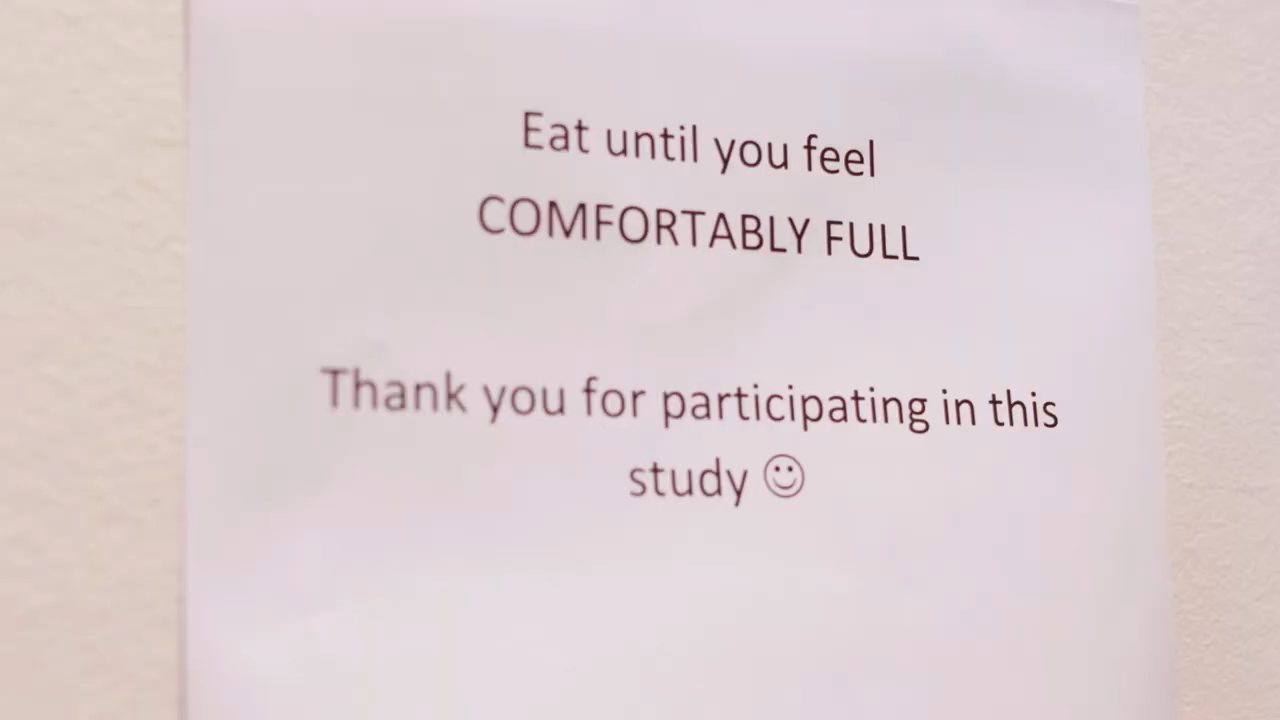 Eat until you feel
COMFORTABLY FULL
Thank you for participating in this
study ☺